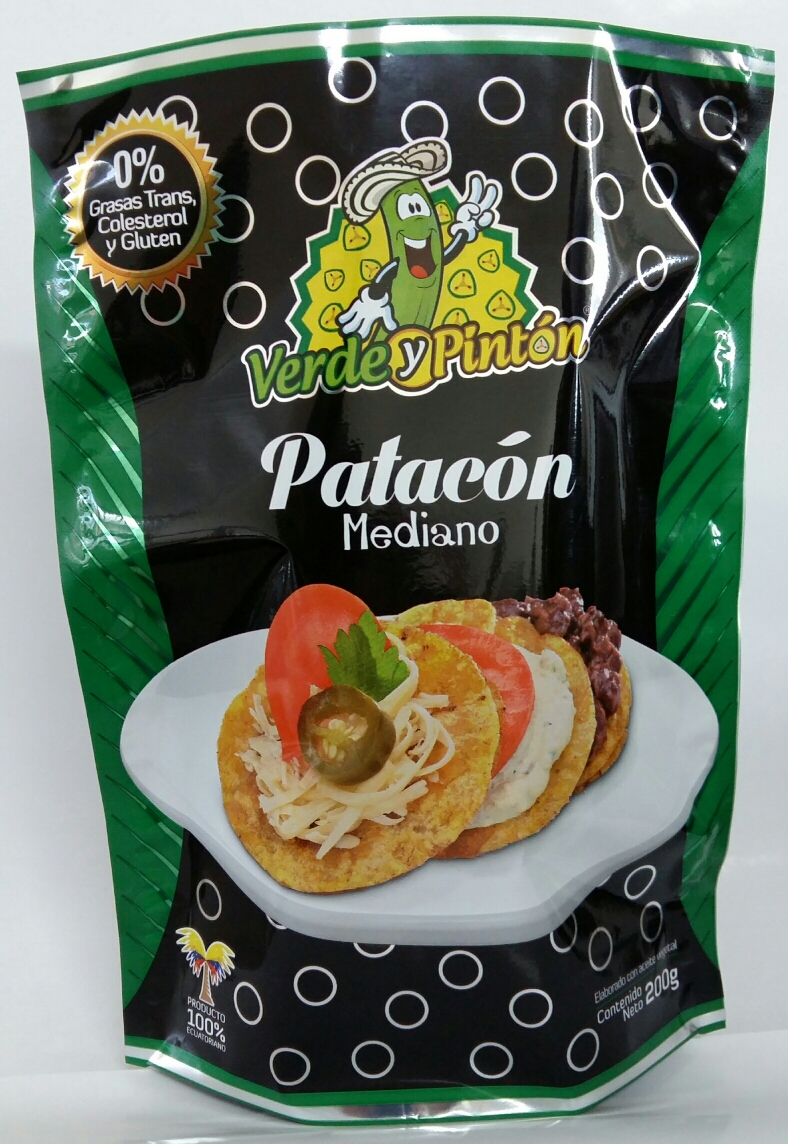 0%
Grasas Trans,
Colesterol
y Gluten
Verde y Pintón®
Patacón
Mediano
PRODUCTO
100%
ECUATORIANO
Elaborado con aceite vegetal
Contenido
Neto 200g